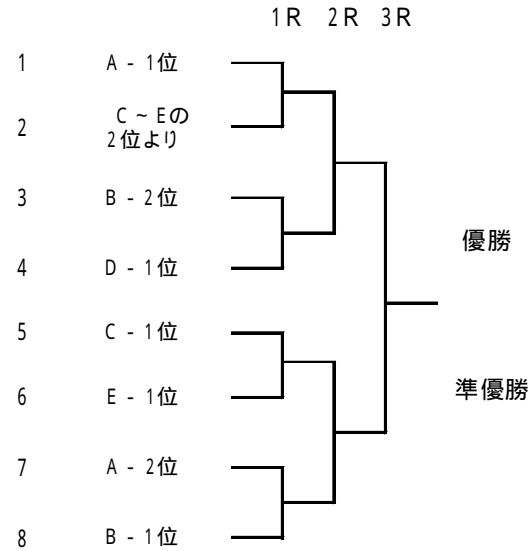 1R 2R 3R
1 A - 1位
2 C ~ Eの
2位より
3 B - 2位
4 D - 1位
優勝
5 C - 1位
準優勝
6 E - 1位
7 A - 2位
8 B - 1位